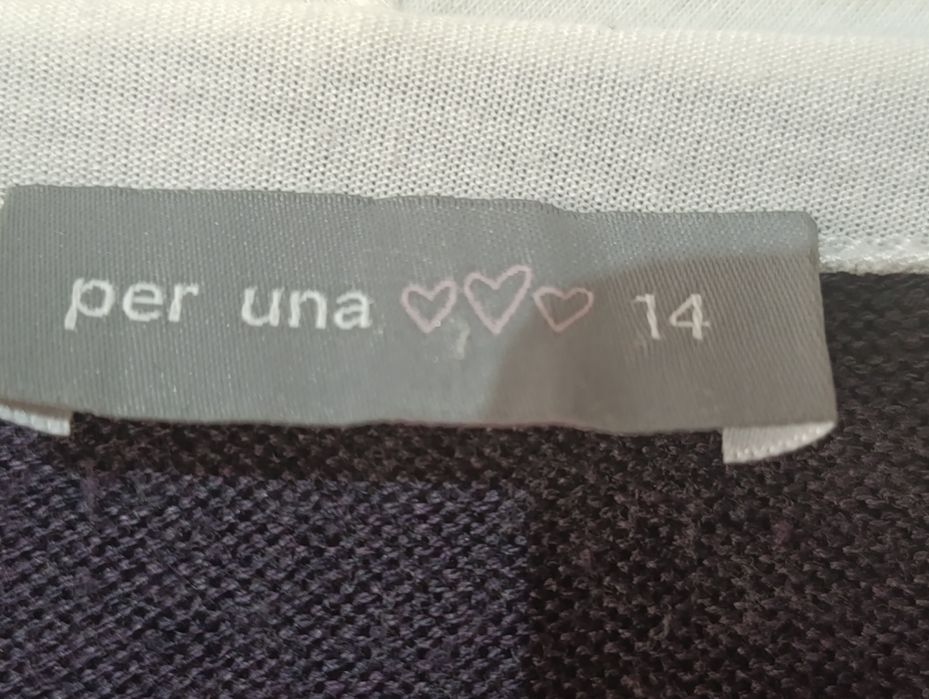 per una ♡♡♡ 14